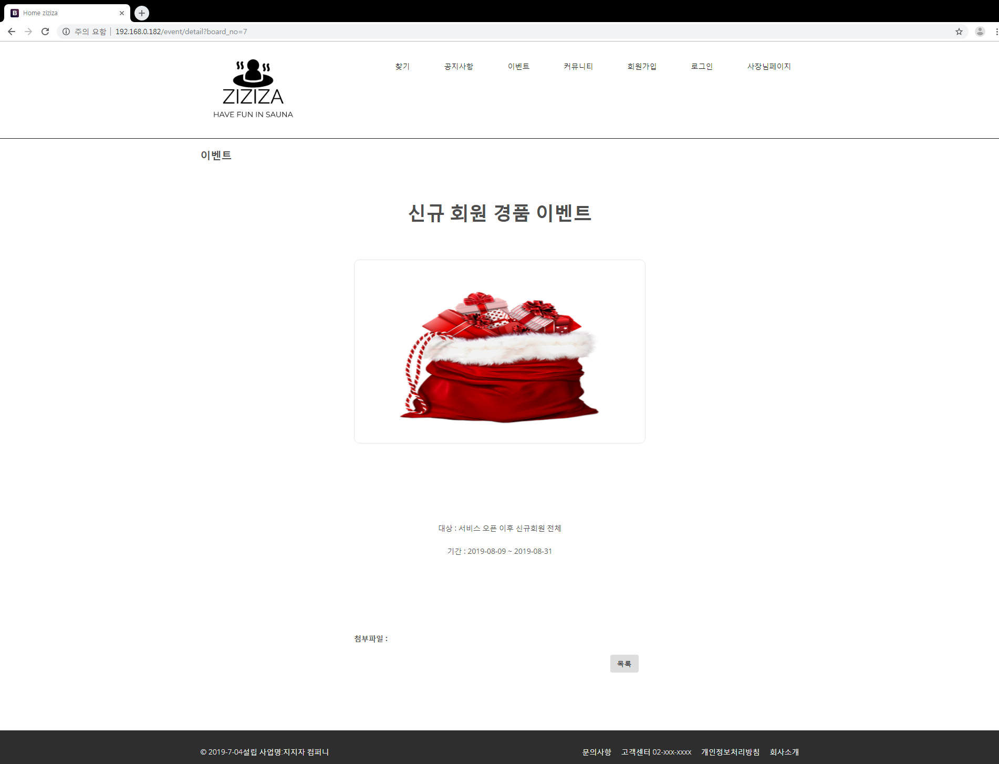 Home ziziza
주의 요함 192.168.0.182/event/detail?board_no=7
ZIZIZA
HAVE FUN IN SAUNA
찾기 공지사항 이벤트 커뮤니티 회원가입 로그인 사장님페이지
이벤트
신규 회원 경품 이벤트
대상 : 서비스 오픈 이후 신규회원 전체
기간 : 2019-08-09 ~ 2019-08-31
첨부파일 :
목록
© 2019-7-04설립 사업명:지지자 컴퍼니 문의사항 고객센터 02-xxx-xxxx 개인정보처리방침 회사소개